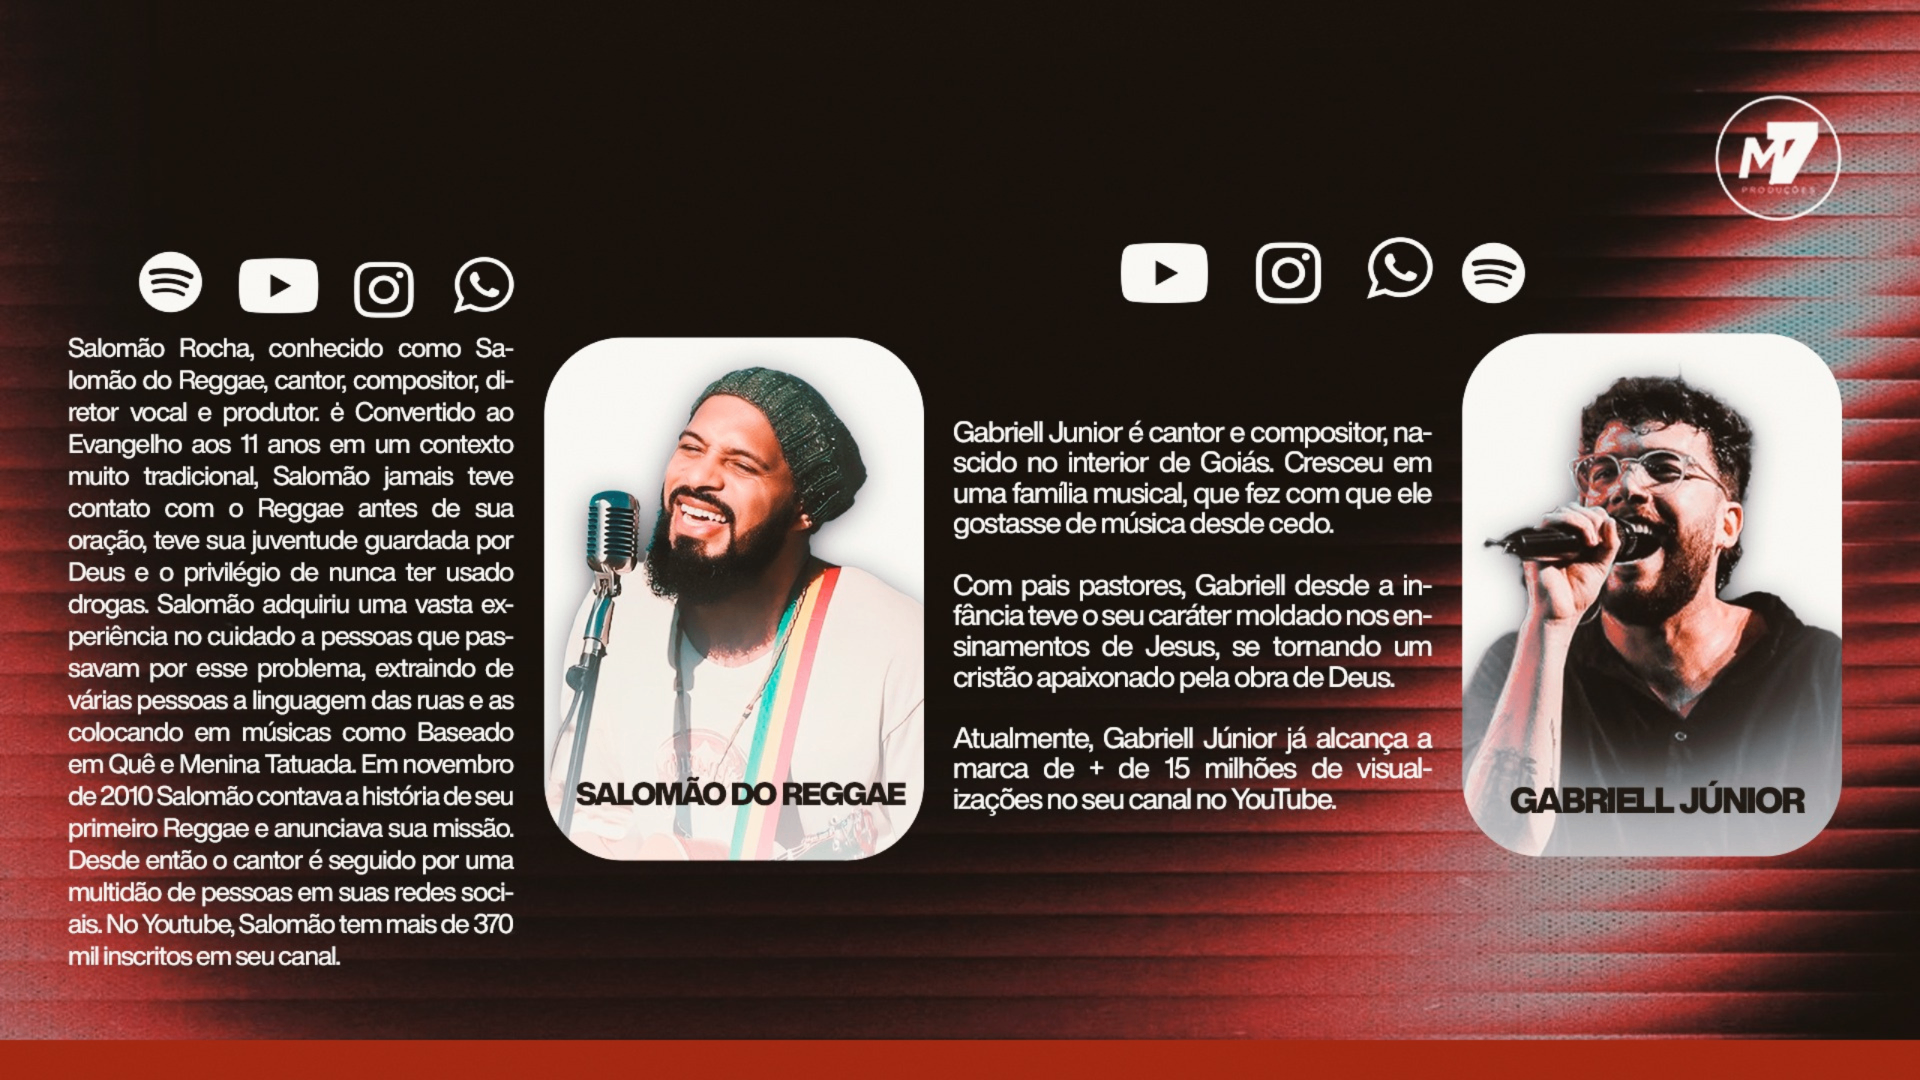 M7
PRODUÇÕES
Salomão Rocha, conhecido como Sa-
lomão do Reggae, cantor, compositor, di-
retor vocal e produtor. ė Convertido ao
Evangelho aos 11 anos em um contexto
muito tradicional, Salomão jamais teve
contato com o Reggae antes de sua
oração, teve sua juventude guardada por
Deus e o privilégio de nunca ter usado
drogas. Salomão adquiriu uma vasta ex-
periência no cuidado a pessoas que pas-
savam por esse problema, extraindo de
várias pessoas a linguagem das ruas e as
colocando em músicas como Baseado
em Quê e Menina Tatuada. Em novembro
de 2010 Salomão contava a história de seu
primeiro Reggae e anunciava sua missão.
Desde então o cantor é seguido por uma
multidão de pessoas em suas redes soci-
ais. No Youtube, Salomão tem mais de 370
mil inscritos em seu canal.
SALOMÃO DO REGGAE
Gabriell Junior é cantor e compositor, na-
scido no interior de Goiás. Cresceu em
uma família musical, que fez com que ele
gostasse de música desde cedo.
Com pais pastores, Gabriell desde a in-
fância teve o seu caráter moldado nos en-
sinamentos de Jesus, se tornando um
cristão apaixonado pela obra de Deus.
Atualmente, Gabriell Júnior já alcança a
marca de + de 15 milhões de visual-
izações no seu canal no YouTube.
GABRIELL JÚNIOR